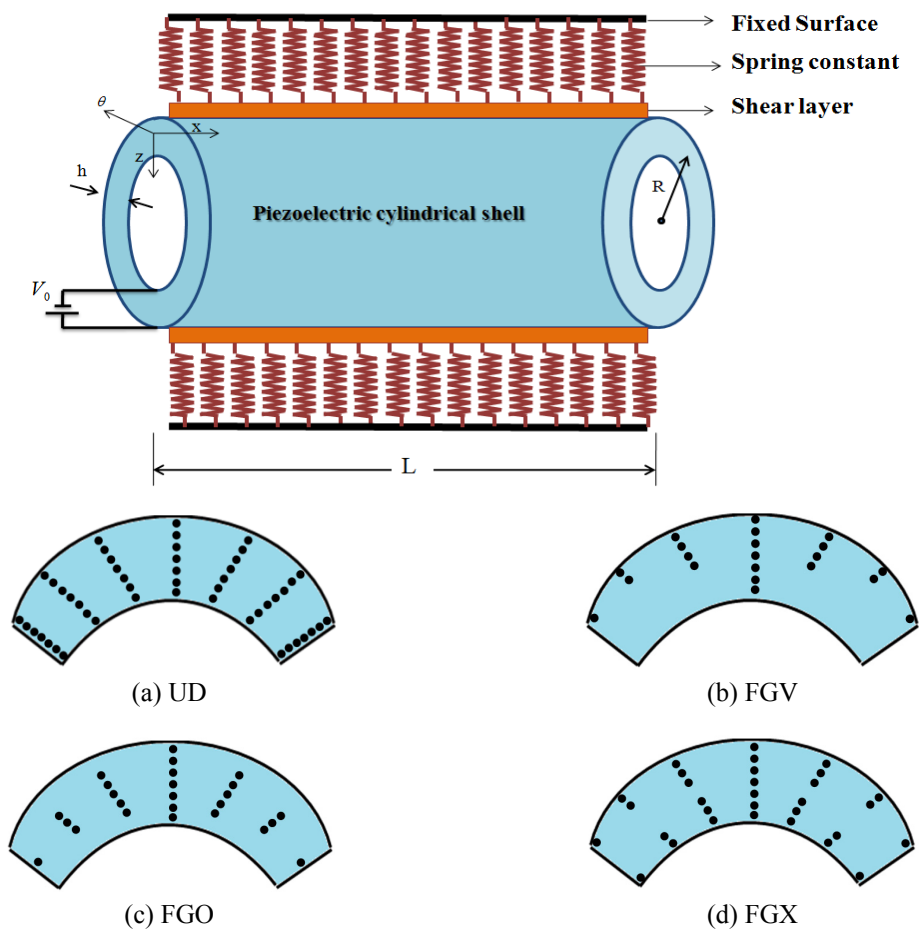 Fixed Surface
Spring constant
Shear layer
θ
x
z
h
R
Piezoelectric cylindrical shell
V0
L
(a) UD
(b) FGV
(c) FGO
(d) FGX